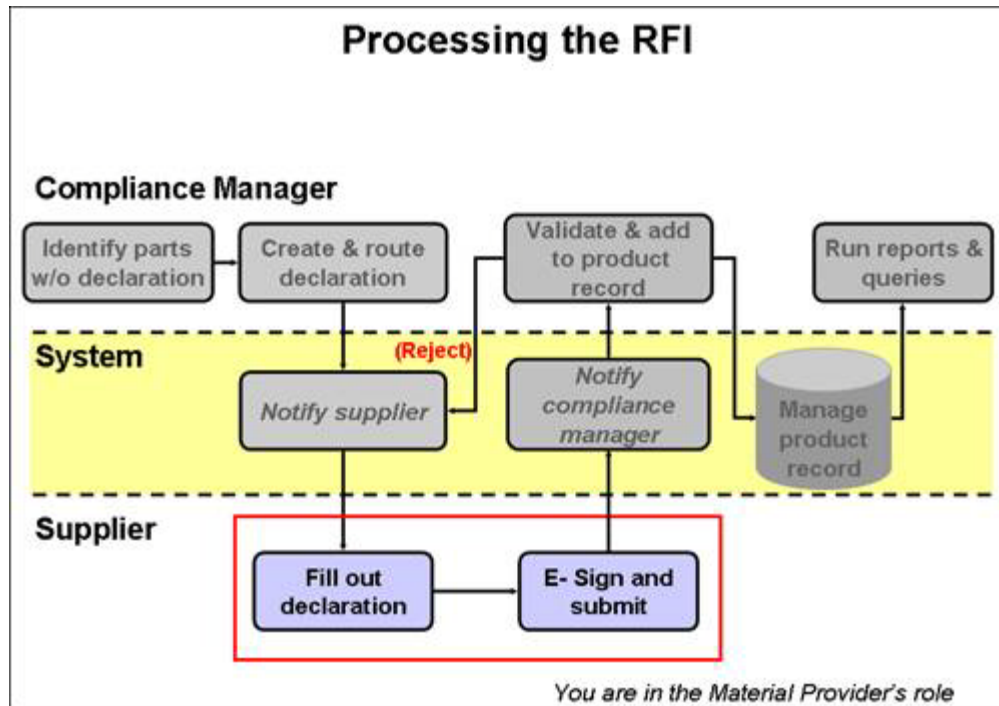 Processing the RFI
Compliance Manager
Identify parts
w/o declaration
Create & route
declaration
Validate & add
to product
record
Run reports &
queries
System
(Reject)
Notify supplier
Notify
compliance
manager
Manage
product
record
Supplier
Fill out
declaration
E- Sign and
submit
You are in the Material Provider's role